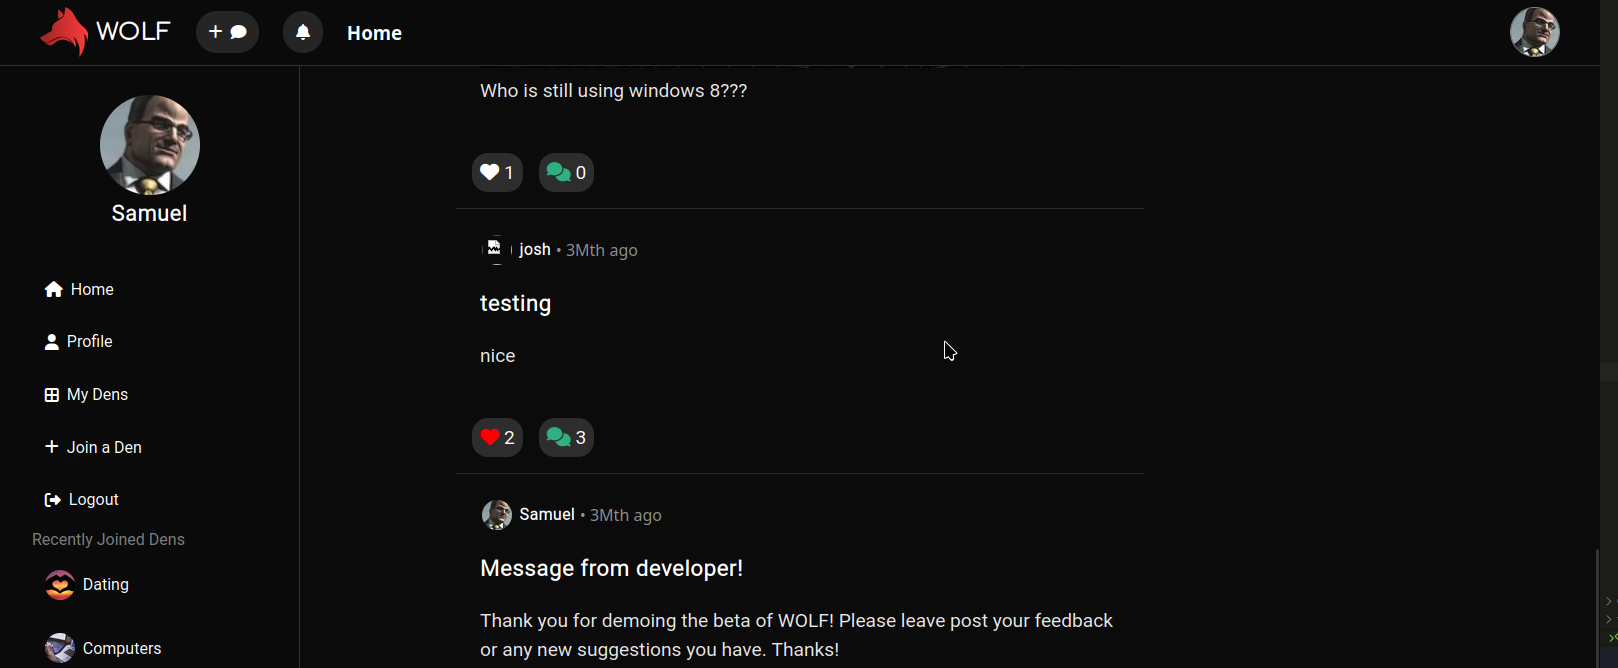 WOLF
Home
Samuel
Home
Profile
My Dens
Join a Den
Logout
Recently Joined Dens
Dating
Computers
Who is still using windows 8???
1 0
josh • 3Mth ago
testing
nice
2 3
Samuel • 3Mth ago
Message from developer!
Thank you for demoing the beta of WOLF! Please leave post your feedback
or any new suggestions you have. Thanks!